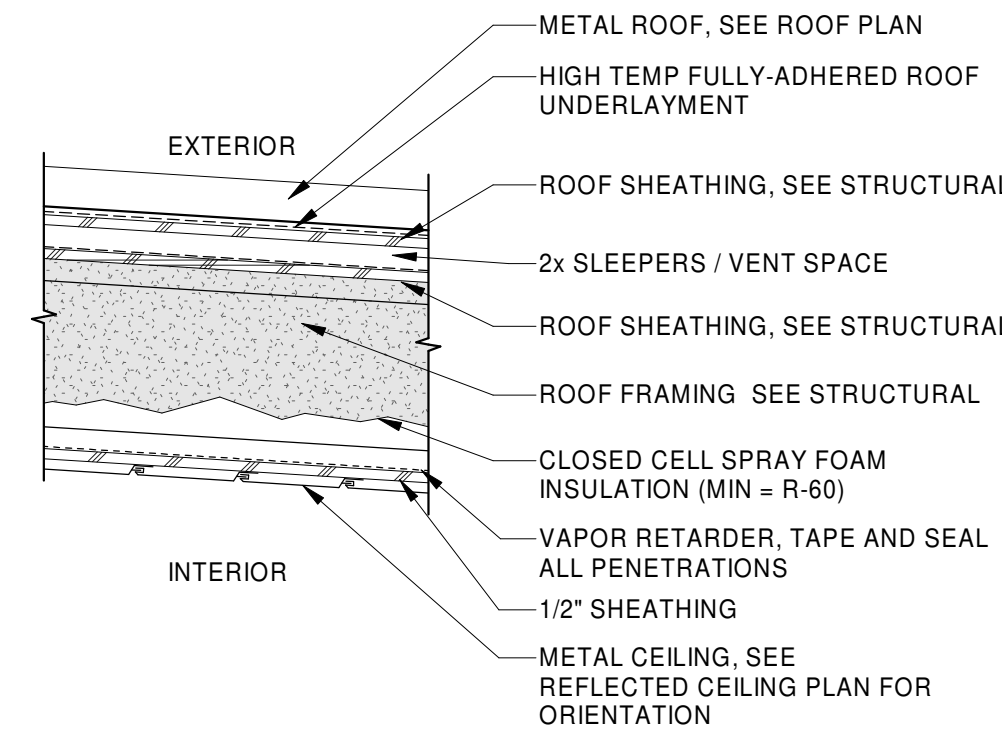 METAL ROOF, SEE ROOF PLAN
HIGH TEMP FULLY-ADHERED ROOF
UNDERLAYMENT
EXTERIOR
ROOF SHEATHING, SEE STRUCTURAL
2x SLEEPERS / VENT SPACE
ROOF SHEATHING, SEE STRUCTURAL
ROOF FRAMING  SEE STRUCTURAL
CLOSED CELL SPRAY FOAM
INSULATION (MIN = R-60)
VAPOR RETARDER, TAPE AND SEAL
ALL PENETRATIONS
INTERIOR
1/2" SHEATHING
METAL CEILING, SEE
REFLECTED CEILING PLAN FOR
ORIENTATION